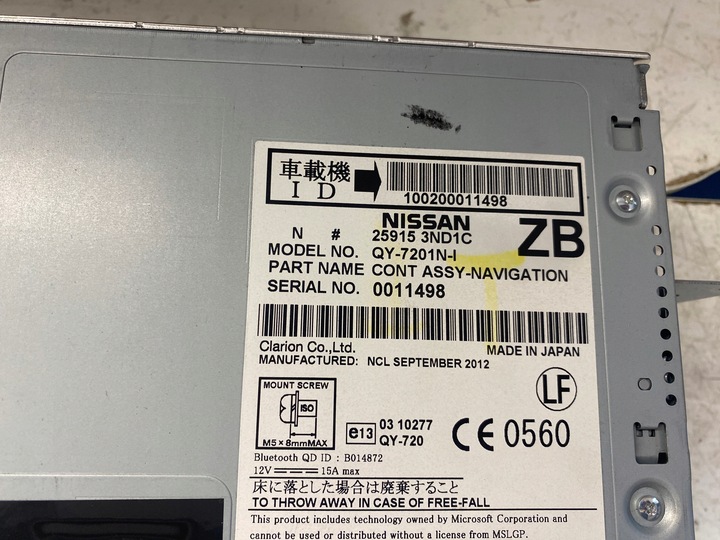 車載機
ID
100200011498
NISSAN
ZB
N # 25915 3ND1C
MODEL NO. QY-7201N-I
PART NAME CONT ASSY-NAVIGATION
SERIAL NO. 0011498
Clarion Co.,Ltd. MADE IN JAPAN
MANUFACTURED: NCL SEPTEMBER 2012
LF
MOUNT SCREW
ISO
M5×8mmMAX
e13 03 10277
QY-720
CE 0560
Bluetooth QD ID : B014872
12V 15A max
床に落とした場合は廃棄すること
TO THROW AWAY IN CASE OF FREE-FALL
This product includes technology owned by Microsoft Corporation and
cannot be used or distributed without a license from MSLGP.